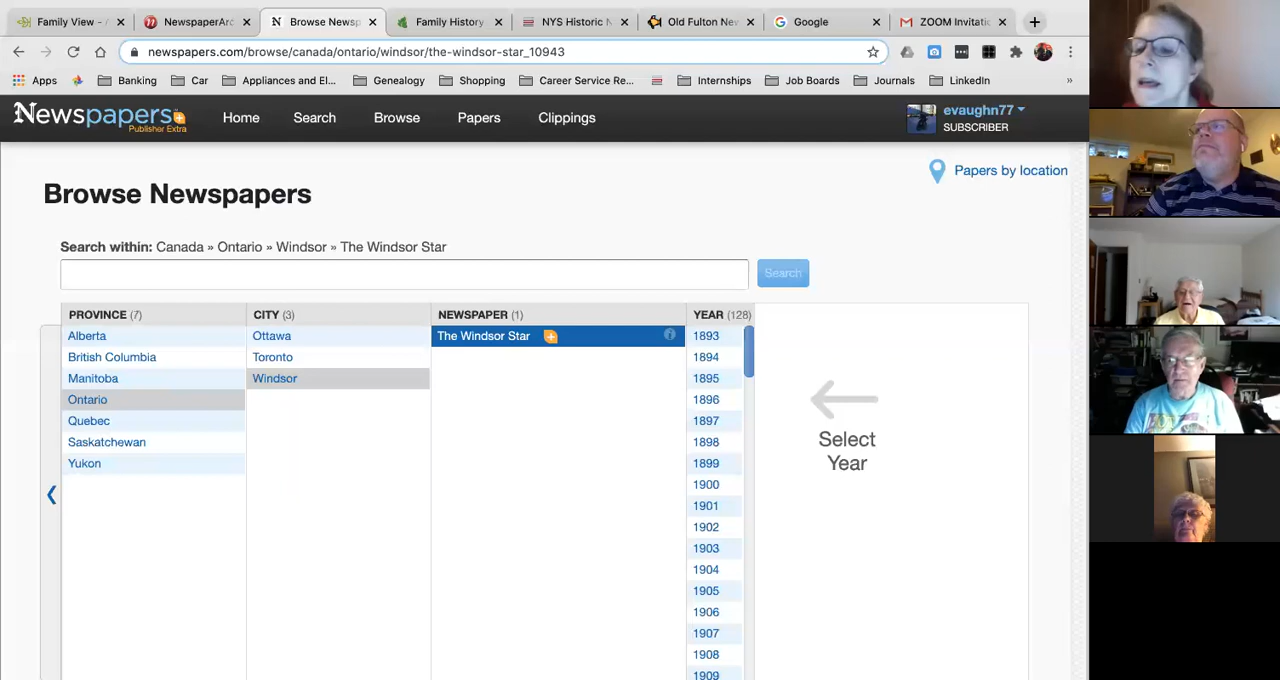 Family View - A
NewspaperArc
Browse Newsp
Family History
NYS Historic N
Old Fulton New
Google
ZOOM Invitatio
newspapers.com/browse/canada/ontario/windsor/the-windsor-star_10943
Apps Banking Car Appliances and El... Genealogy Shopping Career Service Re... Internships Job Boards Journals LinkedIn »
Newspapers Publisher Extra
Home Search Browse Papers Clippings
evaughn77
SUBSCRIBER
Papers by location
Browse Newspapers
Search within: Canada » Ontario » Windsor » The Windsor Star
Search
PROVINCE (7) CITY (3) NEWSPAPER (1) YEAR (128)
Alberta Ottawa The Windsor Star 1893
British Columbia Toronto 1894
Manitoba Windsor 1895
Ontario 1896
Quebec 1897
Saskatchewan 1898
Yukon 1899
1900
1901
1902
1903
1904
1905
1906
1907
1908
1909
Select
Year